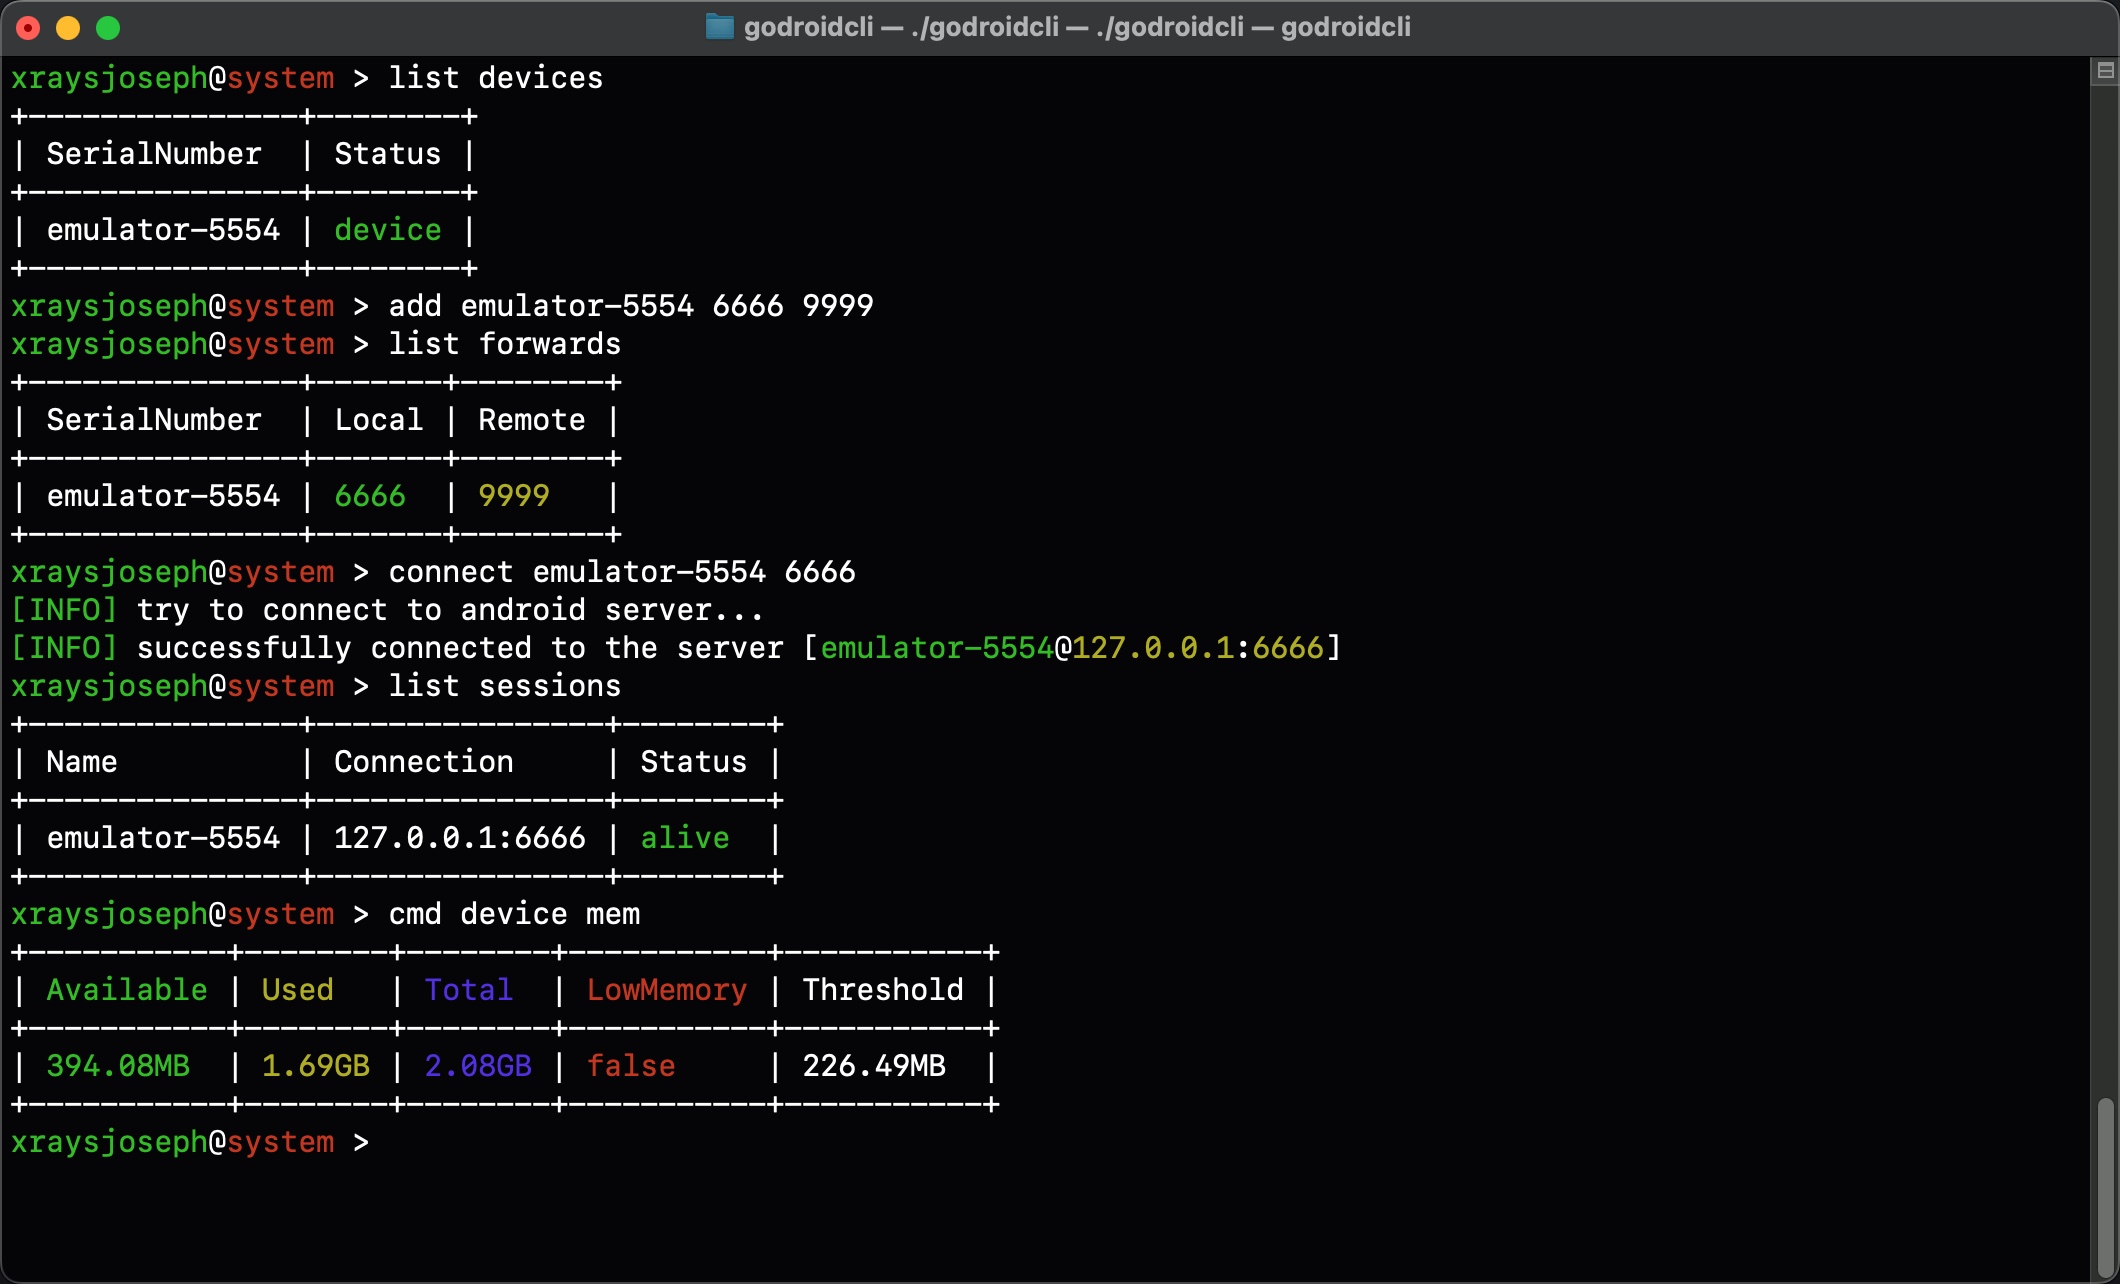 godroidcli — ./godroidcli — ./godroidcli — godroidcli
xraysjoseph@system > list devices
+---------------+--------+
| SerialNumber  | Status |
+---------------+--------+
| emulator-5554 | device |
+---------------+--------+
xraysjoseph@system > add emulator-5554 6666 9999
xraysjoseph@system > list forwards
+---------------+-------+--------+
| SerialNumber  | Local | Remote |
+---------------+-------+--------+
| emulator-5554 | 6666  | 9999   |
+---------------+-------+--------+
xraysjoseph@system > connect emulator-5554 6666
[INFO] try to connect to android server...
[INFO] successfully connected to the server [emulator-5554@127.0.0.1:6666]
xraysjoseph@system > list sessions
+---------------+----------------+--------+
| Name          | Connection     | Status |
+---------------+----------------+--------+
| emulator-5554 | 127.0.0.1:6666 | alive  |
+---------------+----------------+--------+
xraysjoseph@system > cmd device mem
+-----------+--------+--------+-----------+-----------+
| Available | Used   | Total  | LowMemory | Threshold |
+-----------+--------+--------+-----------+-----------+
| 394.08MB  | 1.69GB | 2.08GB | false     | 226.49MB  |
+-----------+--------+--------+-----------+-----------+
xraysjoseph@system >